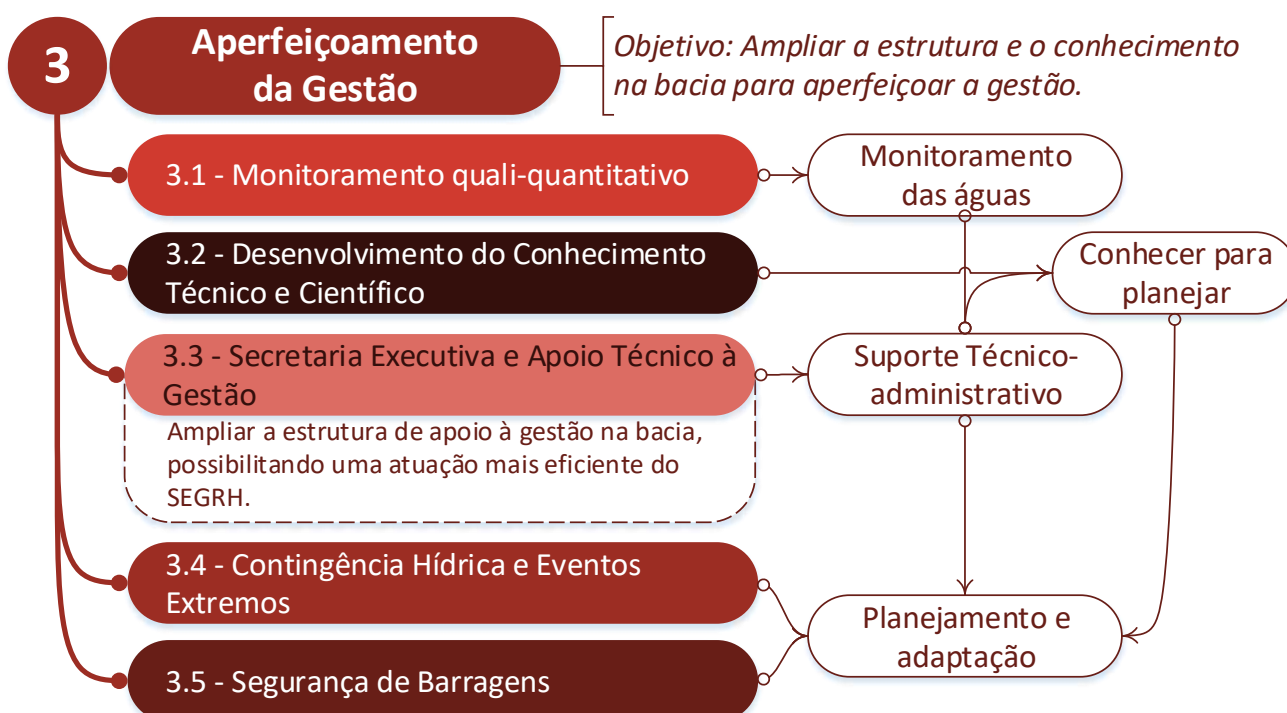 3
Aperfeiçoamento
da Gestão
Objetivo: Ampliar a estrutura e o conhecimento
na bacia para aperfeiçoar a gestão.
3.1 - Monitoramento quali-quantitativo
Monitoramento
das águas
3.2 - Desenvolvimento do Conhecimento
Técnico e Científico
Conhecer para
planejar
3.3 - Secretaria Executiva e Apoio Técnico à
Gestão
Suporte Técnico-
administrativo
Ampliar a estrutura de apoio à gestão na bacia,
possibilitando uma atuação mais eficiente do
SEGRH.
3.4 - Contingência Hídrica e Eventos
Extremos
Planejamento e
adaptação
3.5 - Segurança de Barragens